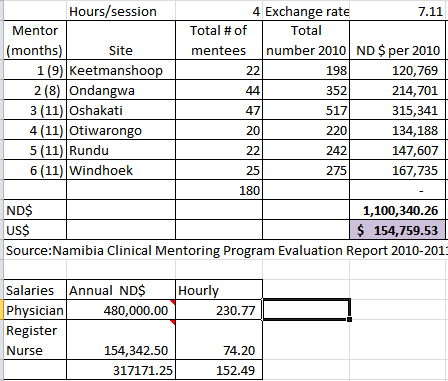 Hours/session 4 Exchange rate 7.11
Mentor Total # of Total
(months) Site mentees number 2010 ND $ per 2010
1 (9) Keetmanshoop 22 198 120,769
2 (8) Ondangwa 44 352 214,701
3 (11) Oshakati 47 517 315,341
4 (11) Otiwarongo 20 220 134,188
5 (11) Rundu 22 242 147,607
6 (11) Windhoek 25 275 167,735
180 -
ND$ 1,100,340.26
US$ $ 154,759.53
Source:Namibia Clinical Mentoring Program Evaluation Report 2010-2011
Salaries Annual ND$ Hourly
Physician 480,000.00 230.77
Register
Nurse 154,342.50 74.20
317171.25 152.49